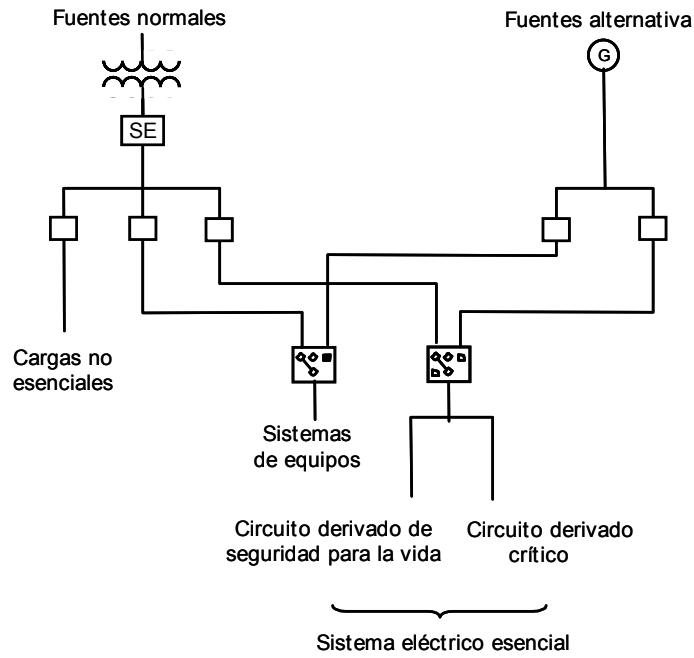 Fuentes normales
Fuentes alternativa
G
SE
Cargas no
esenciales
Sistemas
de equipos
Circuito derivado de
seguridad para la vida
Circuito derivado
crítico
Sistema eléctrico esencial